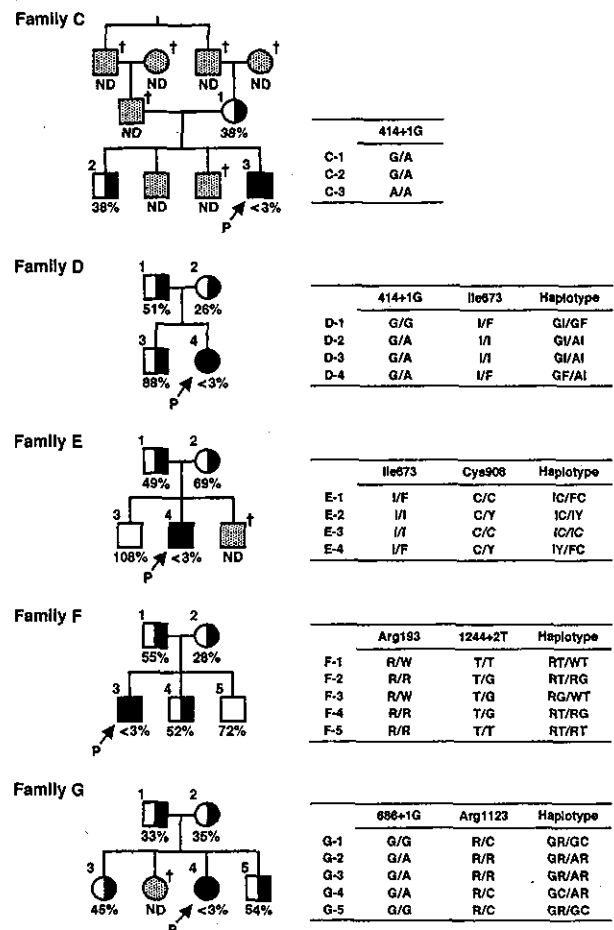 Family C
† † † †
ND ND ND ND
† 1
ND 38%
2 † 3
38% ND ND <3%
P
414+1G
C-1 G/A
C-2 G/A
C-3 A/A
Family D
1 2
51% 26%
3 4
88% <3%
P
414+1G Ile673 Haplotype
D-1 G/G I/F GI/GF
D-2 G/A I/I GI/AI
D-3 G/A I/I GI/AI
D-4 G/A I/F GF/AI
Family E
1 2
49% 69%
3 4 †
108% <3% ND
P
Ile673 Cys908 Haplotype
E-1 I/F C/C IC/FC
E-2 I/I C/Y IC/IY
E-3 I/I C/C IC/IC
E-4 I/F C/Y IY/FC
Family F
1 2
55% 28%
3 4 5
<3% 52% 72%
P
Arg193 1244+2T Haplotype
F-1 R/W T/T RT/WT
F-2 R/R T/G RT/RG
F-3 R/W T/G RG/WT
F-4 R/R T/G RT/RG
F-5 R/R T/T RT/RT
Family G
1 2
33% 35%
3 † 4 5
45% ND <3% 54%
P
686+1G Arg1123 Haplotype
G-1 G/G R/C GR/GC
G-2 G/A R/R GR/AR
G-3 G/A R/R GR/AR
G-4 G/A R/C GC/AR
G-5 G/G R/C GR/GC